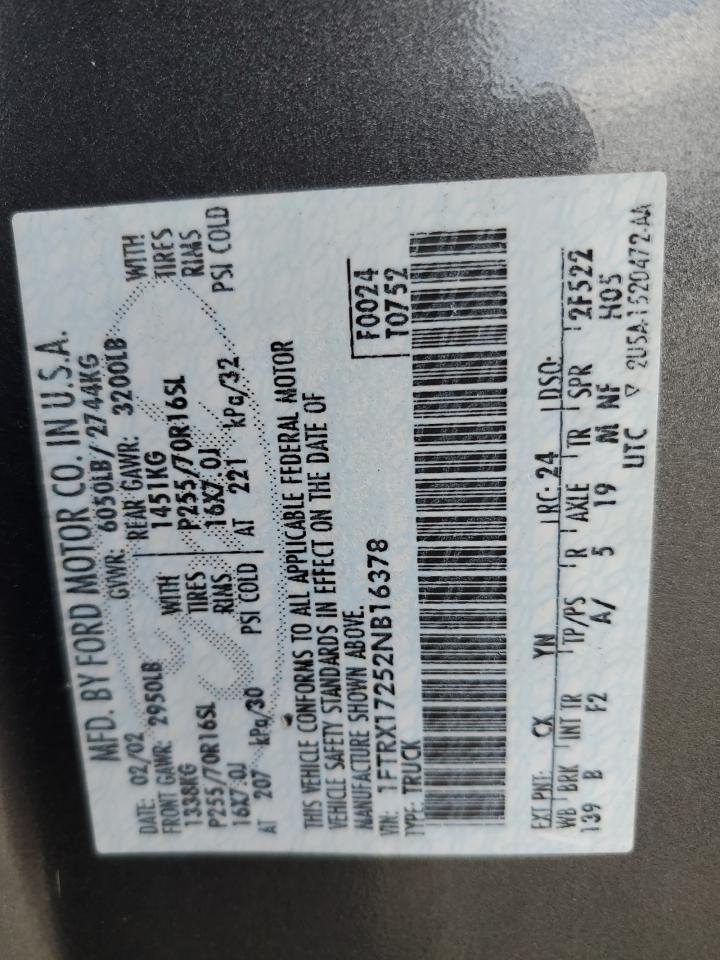 MFD. BY FORD MOTOR CO. IN U.S.A.
DATE: 02/02 GVWR: 6050LB/ 2744KG
FRONT GAWR: 2950LB REAR GAWR: 3200LB
1338KG WITH 1451KG WITH
P255/70R16SL TIRES P255/70R16SL TIRES
16X7.0J RIMS 16X7.0J RIMS
AT 207 kPa/30 PSI COLD AT 221 kPa/32 PSI COLD
THIS VEHICLE CONFORMS TO ALL APPLICABLE FEDERAL MOTOR
VEHICLE SAFETY STANDARDS IN EFFECT ON THE DATE OF
MANUFACTURE SHOWN ABOVE.
VIN: 1FTRX17252NB16378 F0024
TYPE: TRUCK T0752
EXT PNT: CX YN RC: 24 DSO:
WB BRK INT TR TP/PS R AXLE TR SPR 2F522
139 B F2 A/ 5 19 M NF H05
UTC ▽ 2USA-1520472-AA